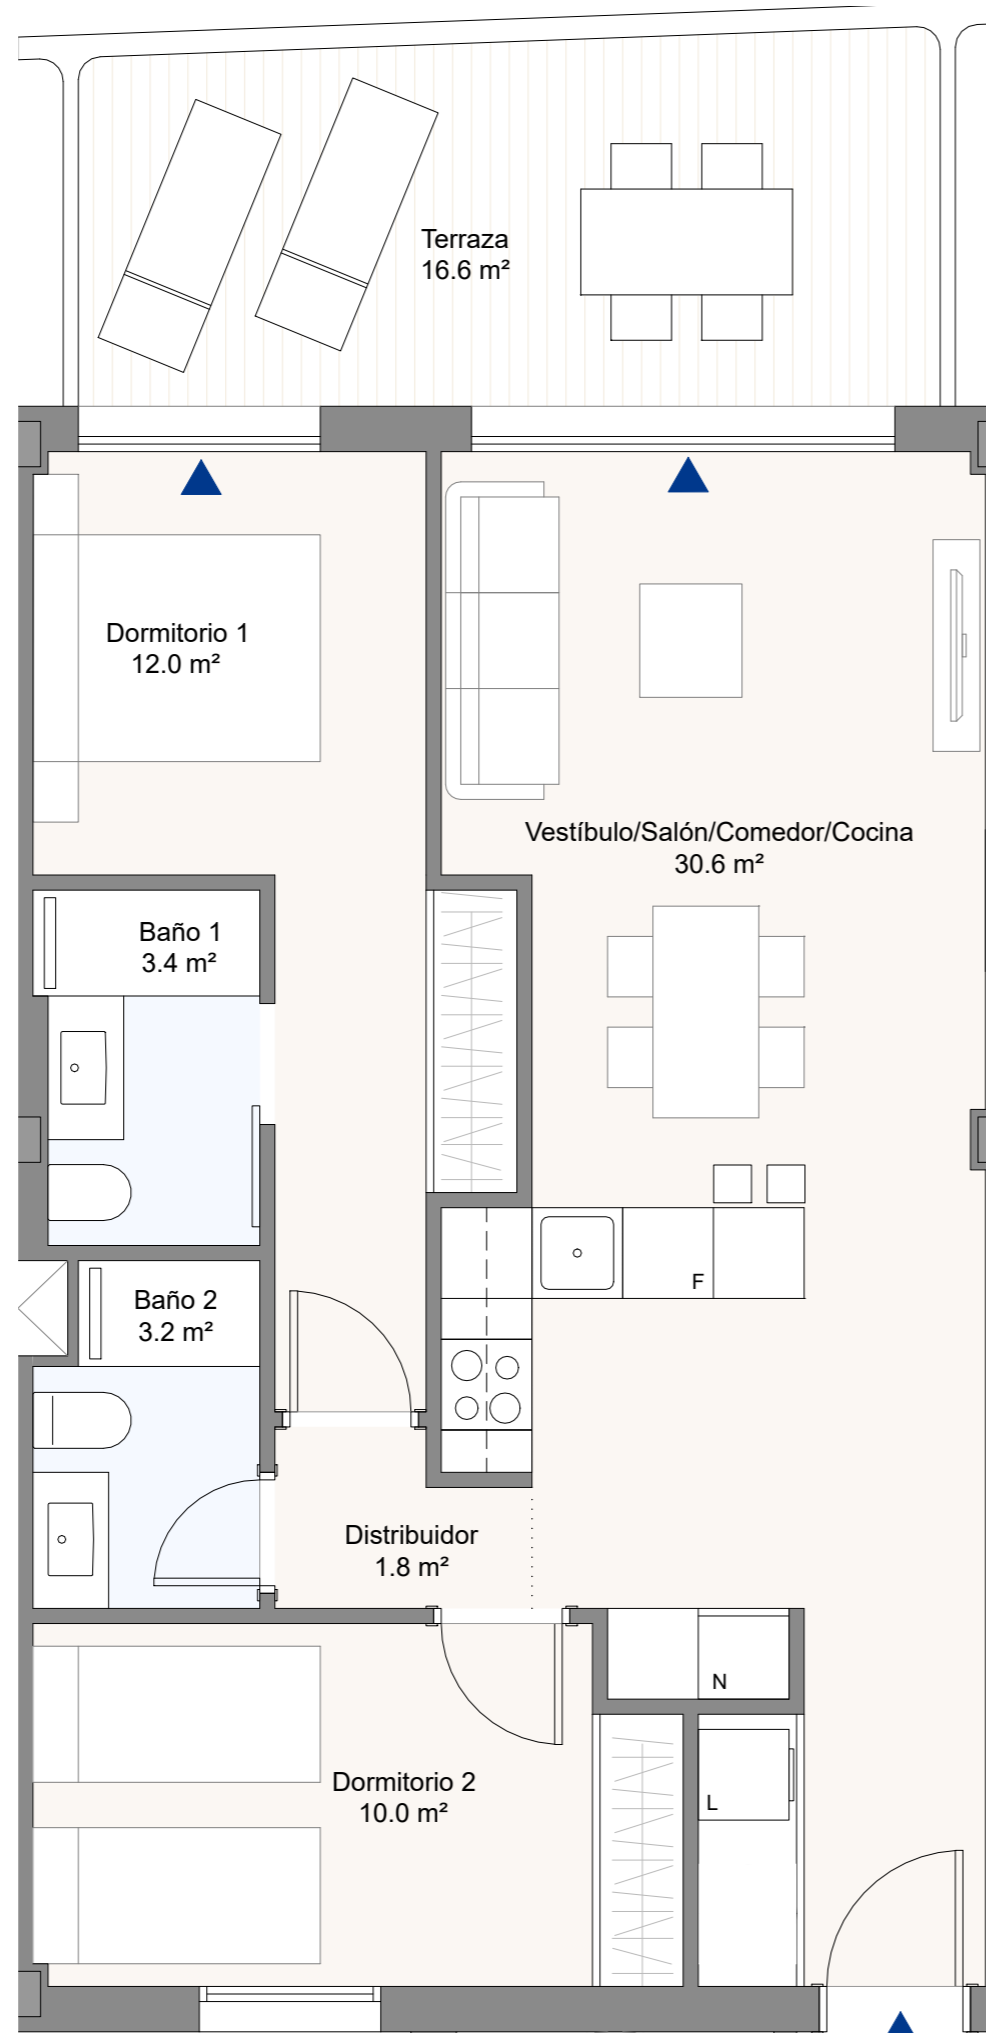 Terraza
16.6 m²
Dormitorio 1
12.0 m²
Vestíbulo/Salón/Comedor/Cocina
30.6 m²
Baño 1
3.4 m²
F
Baño 2
3.2 m²
Distribuidor
1.8 m²
N
Dormitorio 2
10.0 m²
L